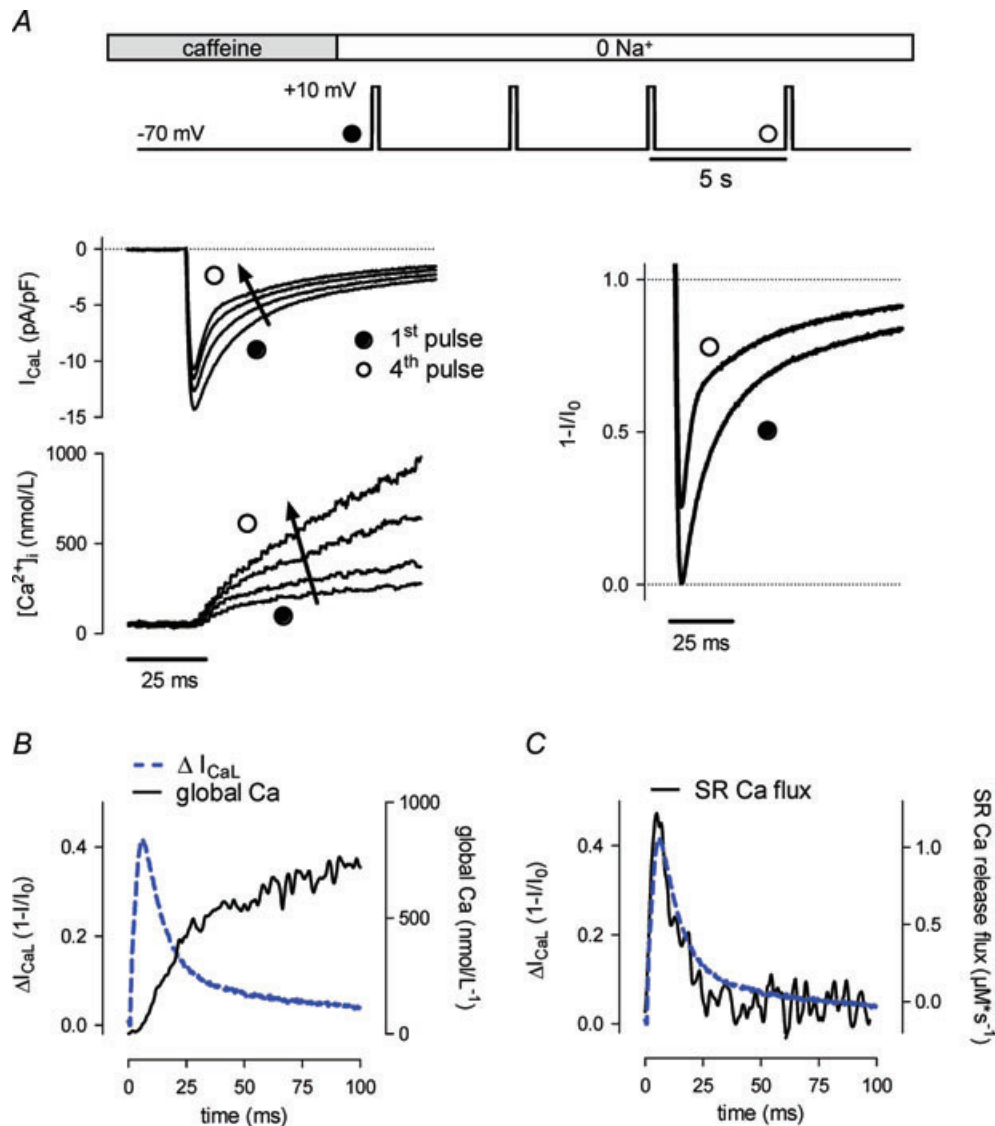 A
caffeine
0 Na⁺
+10 mV
-70 mV
5 s
I_CaL (pA/pF)
0
-5
-10
-15
1st pulse
4th pulse
[Ca²⁺]i (nmol/L)
1000
500
0
25 ms
1-I/I₀
1.0
0.5
0.0
25 ms
B
Δ I_CaL
global Ca
ΔI_CaL (1-I/I₀)
0.4
0.2
0.0
1000
500
0
global Ca (nmol/L⁻¹)
0 25 50 75 100
time (ms)
C
SR Ca flux
ΔI_CaL (1-I/I₀)
0.4
0.2
0.0
1.0
0.5
0.0
SR Ca release flux (µM*s⁻¹)
0 25 50 75 100
time (ms)